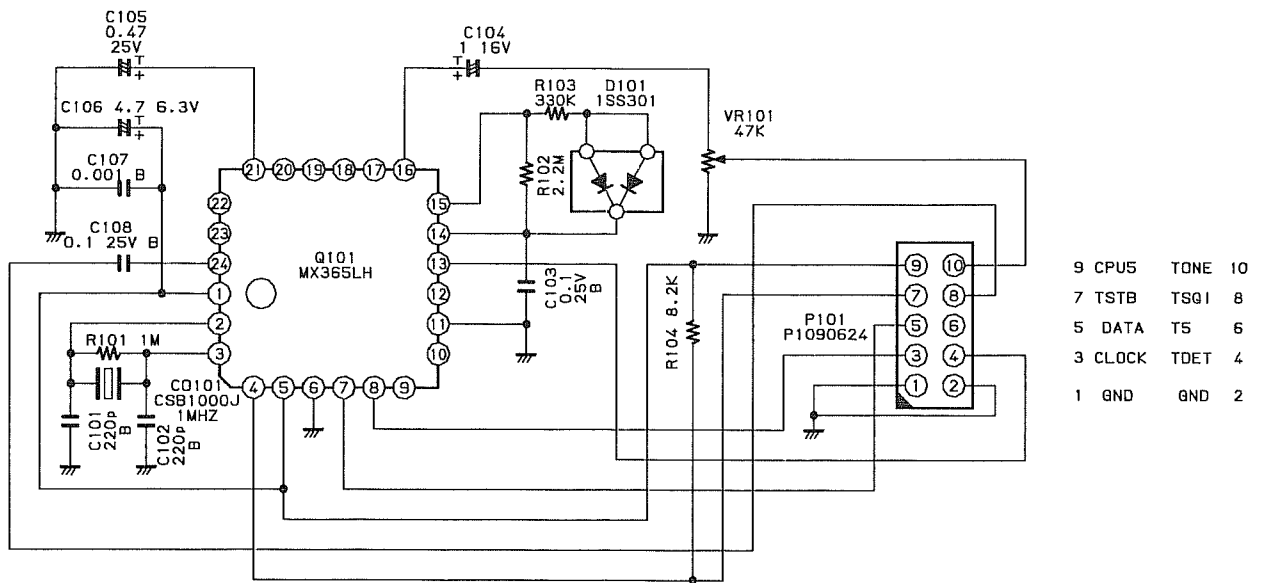 C105
0.47
25V
C104
1 16V
C106 4.7 6.3V
R103
330K
D101
1SS301
VR101
47K
C107
0.001 B
R102
2.2M
21 20 19 18 17 16
22
23
24
1
2
3
15
14
13
12
11
10
C108
0.1 25V B
Q101
MX365LH
C103
0.1
25V
B
R101 1M
CD101
CSB1000J
1MHZ
4 5 6 7 8 9
C101
220P
B
C102
220P
B
R104 8.2K
P101
P1090624
9 10
7 8
5 6
3 4
1 2
9 CPU5 TONE 10
7 TSTB TSQI 8
5 DATA T5 6
3 CLOCK TDET 4
1 GND GND 2